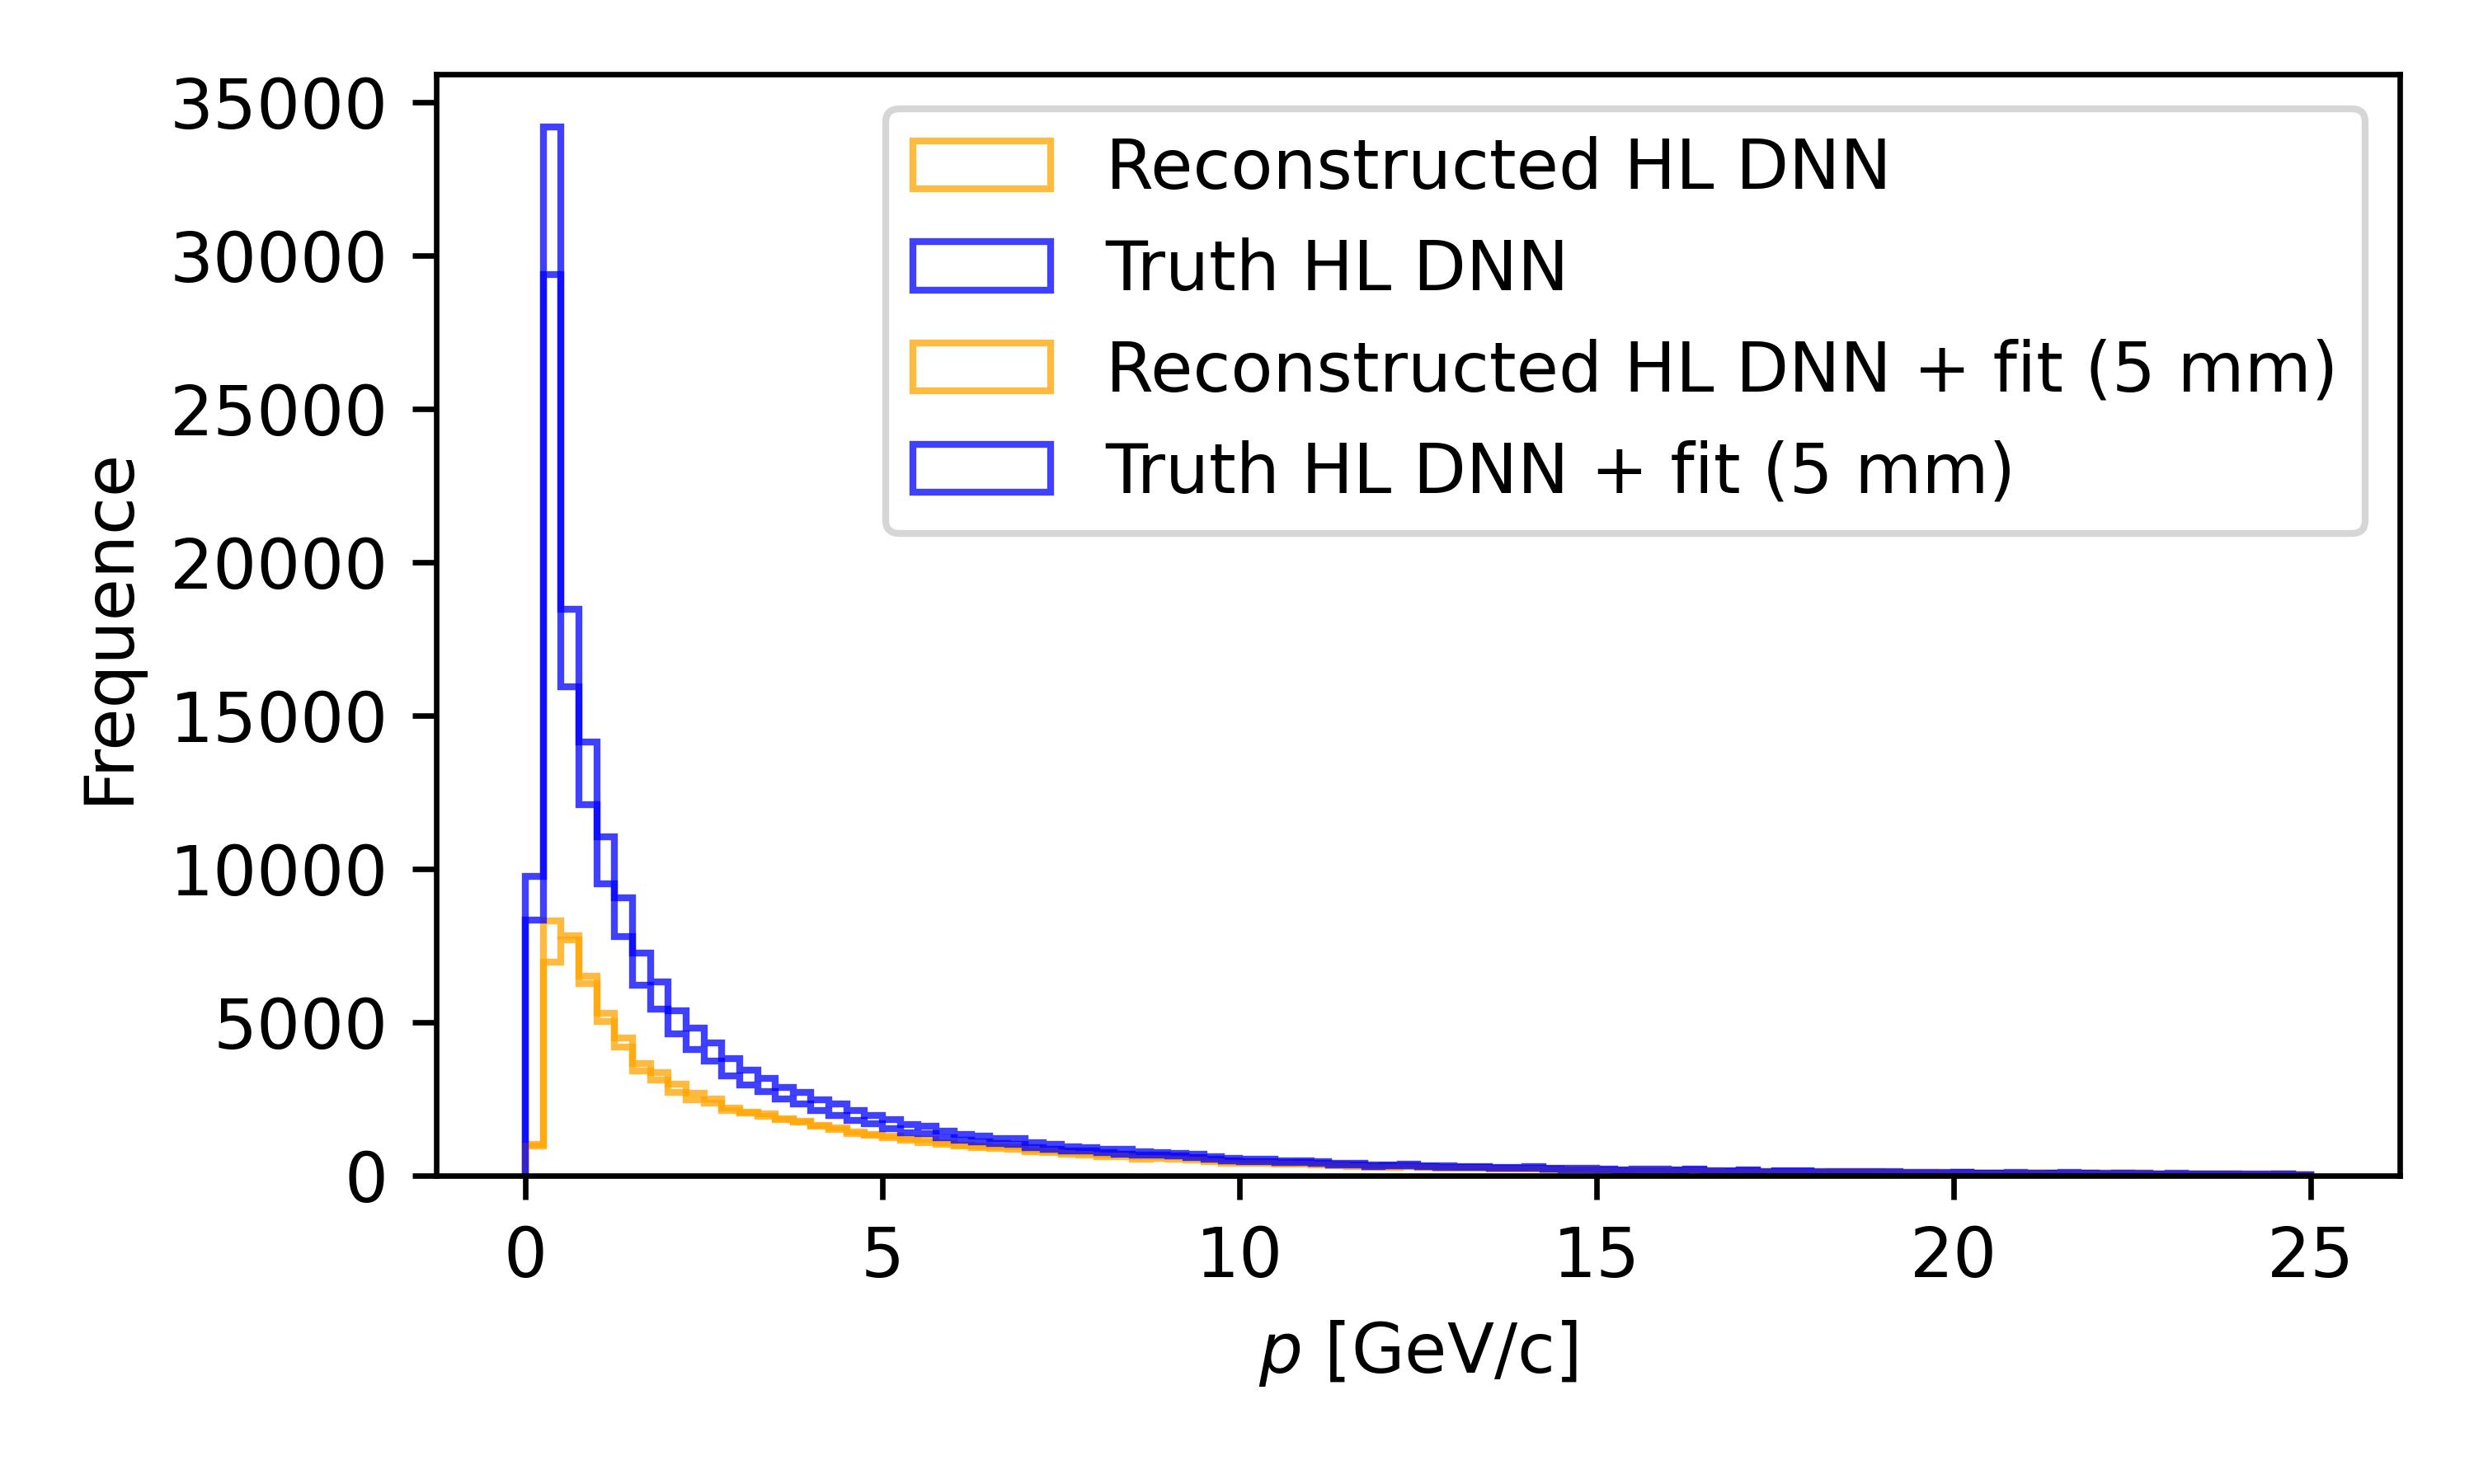 35000
30000
25000
20000
15000
10000
5000
0
Frequence
Reconstructed HL DNN
Truth HL DNN
Reconstructed HL DNN + fit (5 mm)
Truth HL DNN + fit (5 mm)
0 5 10 15 20 25
p [GeV/c]